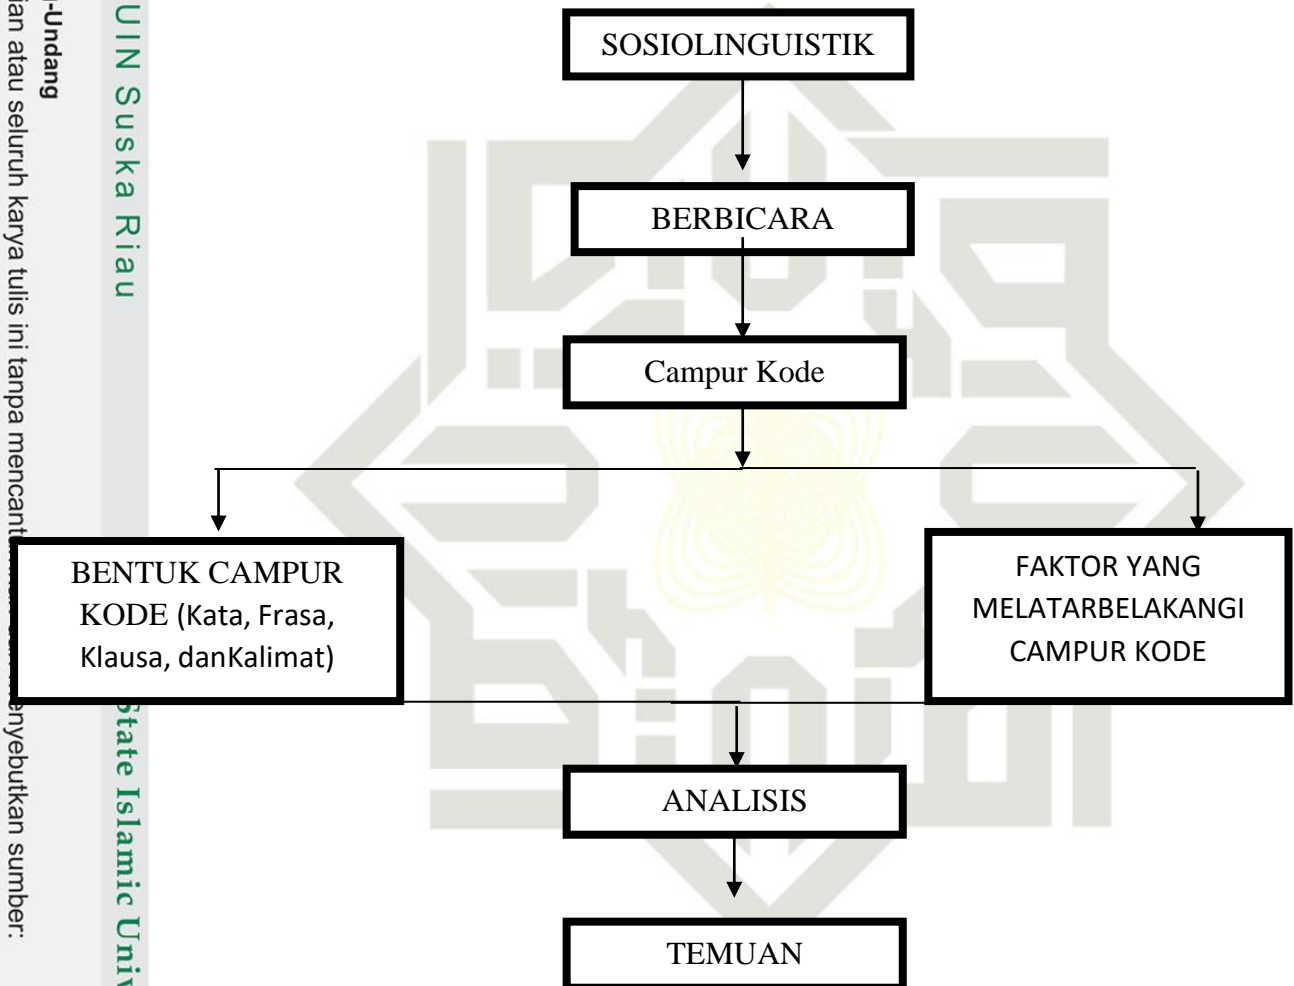 SOSIOLINGUISTIK
BERBICARA
Campur Kode
BENTUK CAMPUR
KODE (Kata, Frasa,
Klausa, danKalimat)
FAKTOR YANG
MELATARBELAKANGI
CAMPUR KODE
ANALISIS
TEMUAN
UIN Suska Riau
State Islamic Univ
g-Undang
ian atau seluruh karya tulis ini tanpa mencant
enyebutkan sumber: